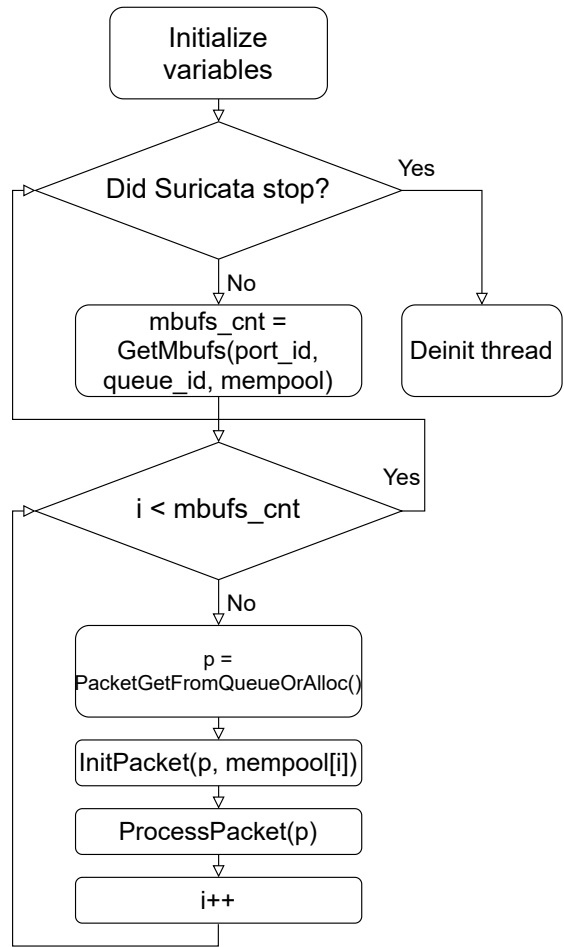 Initialize
variables
Did Suricata stop?
Yes
No
mbufs_cnt =
GetMbufs(port_id,
queue_id, mempool)
Deinit thread
Yes
i < mbufs_cnt
No
p =
PacketGetFromQueueOrAlloc()
InitPacket(p, mempool[i])
ProcessPacket(p)
i++